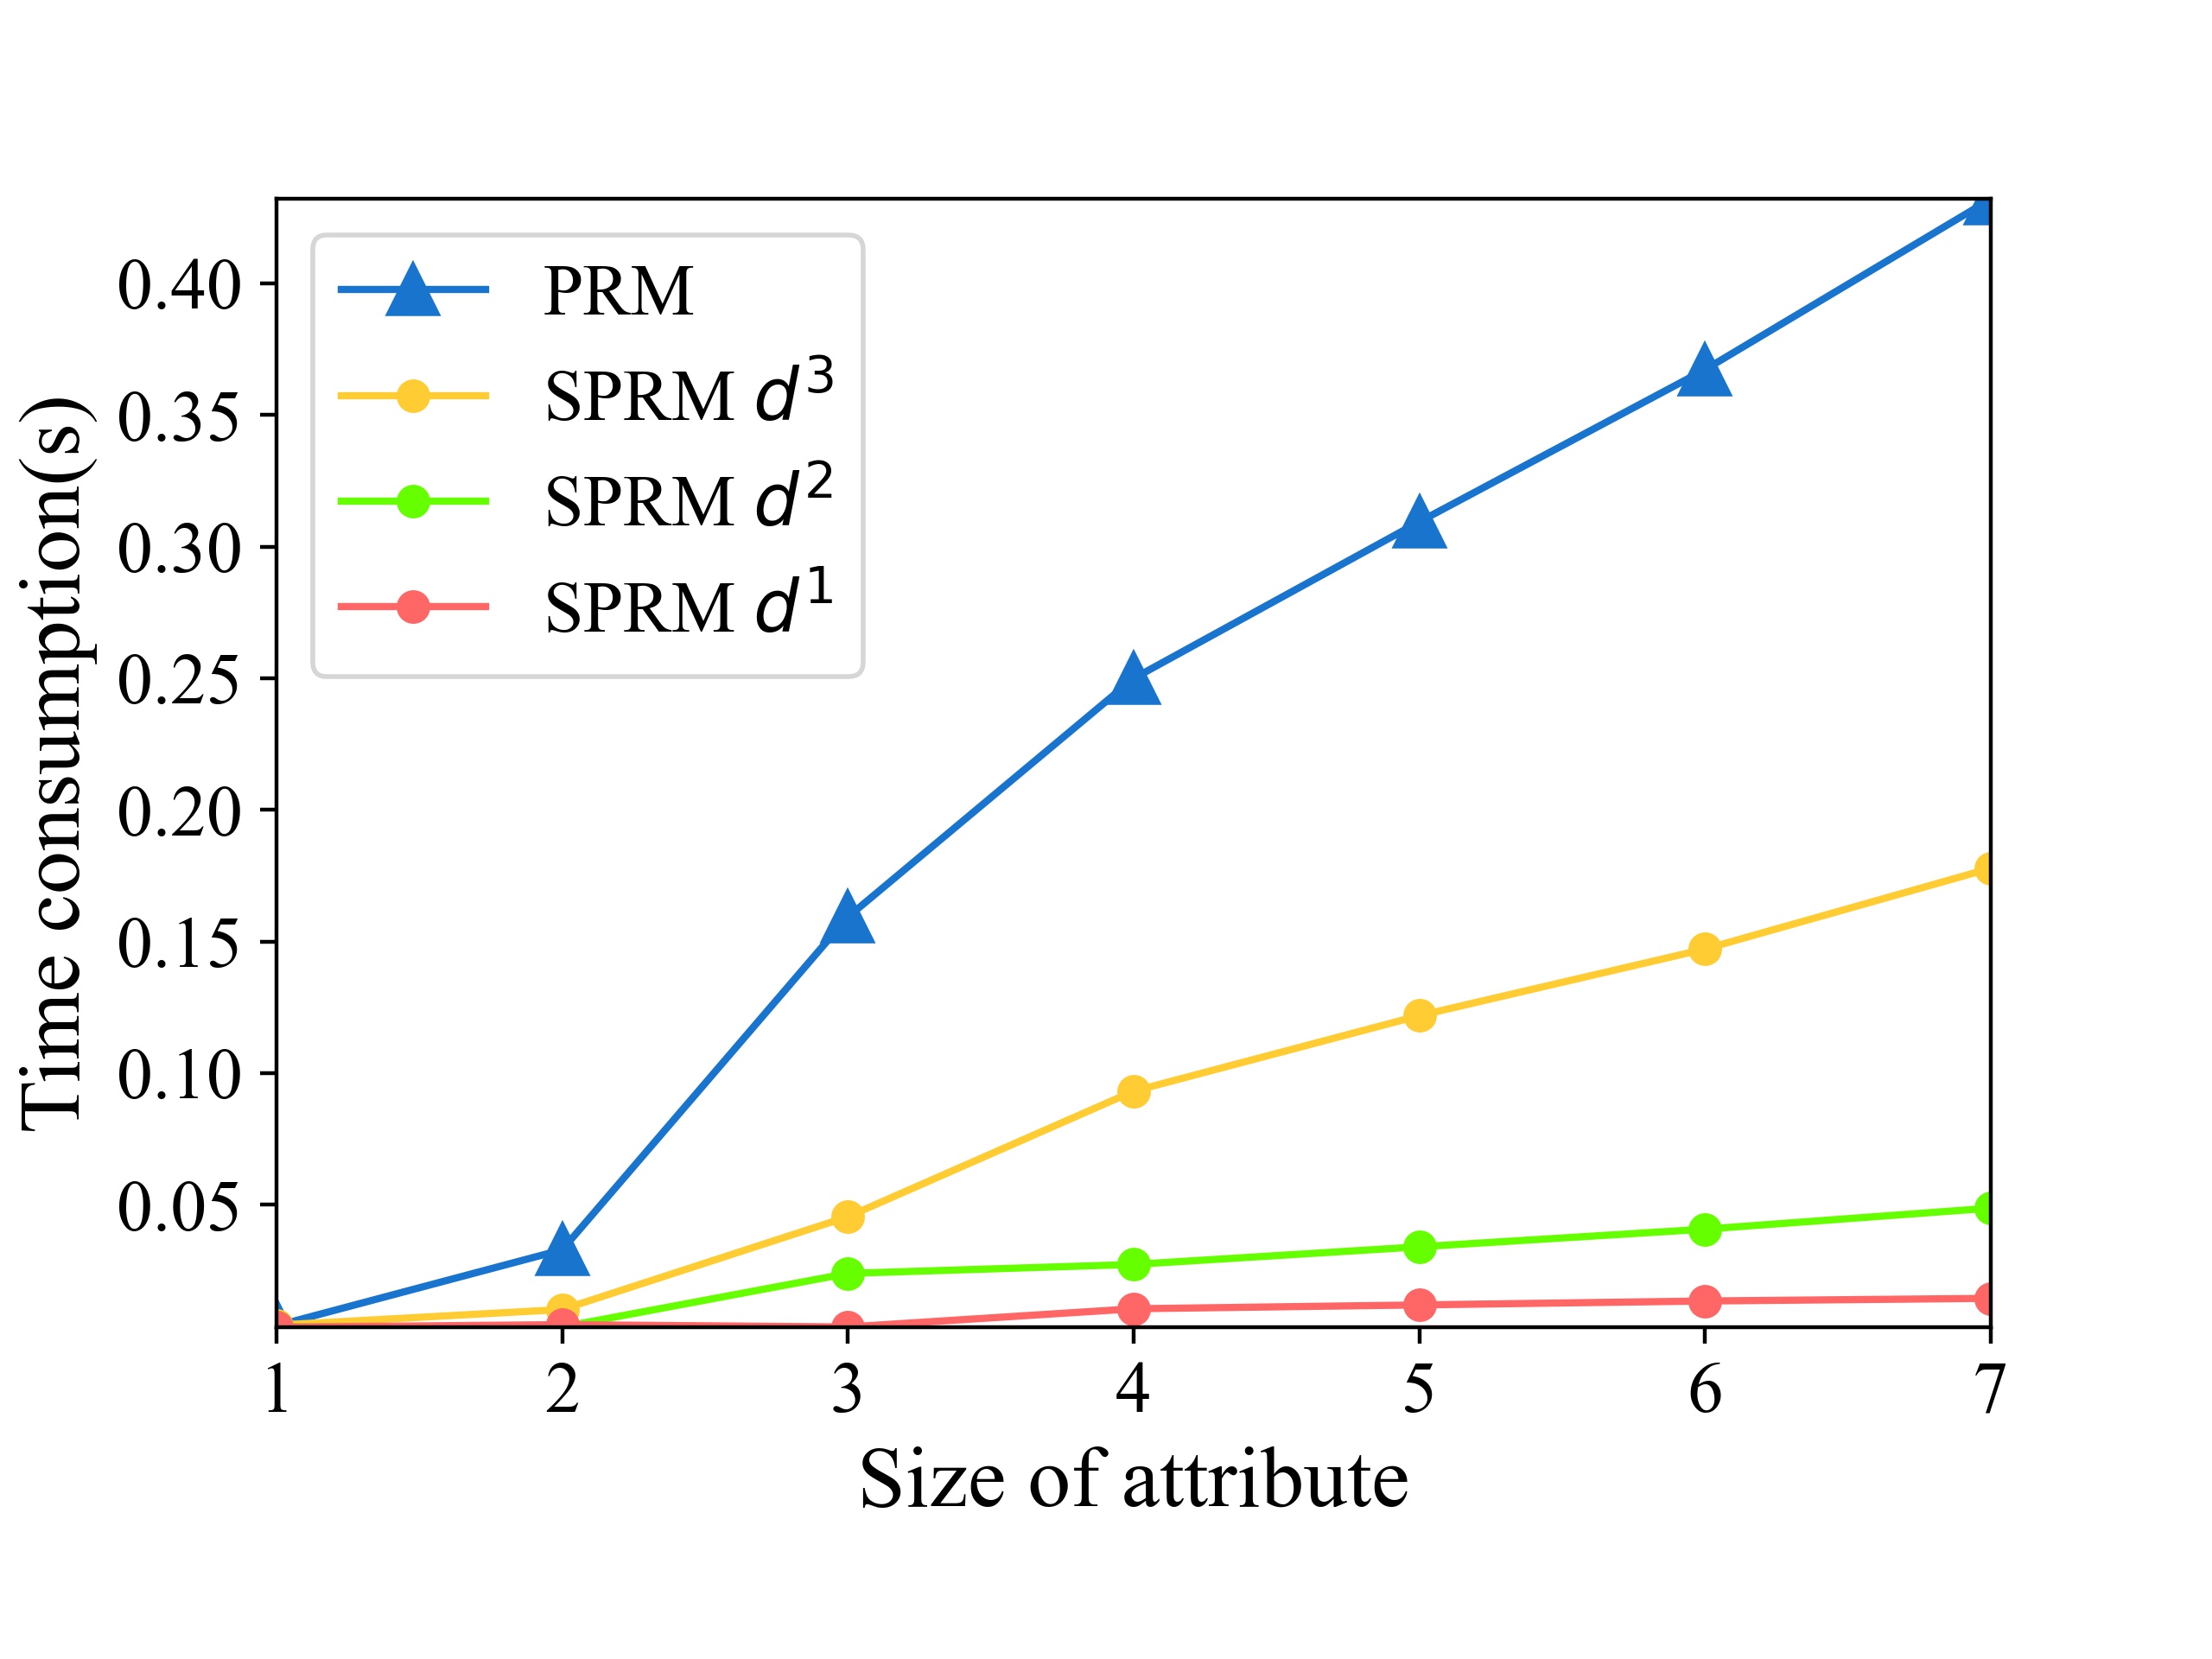 PRM
SPRM d³
SPRM d²
SPRM d¹
0.40
0.35
0.30
0.25
0.20
0.15
0.10
0.05
Time consumption(s)
1 2 3 4 5 6 7
Size of attribute